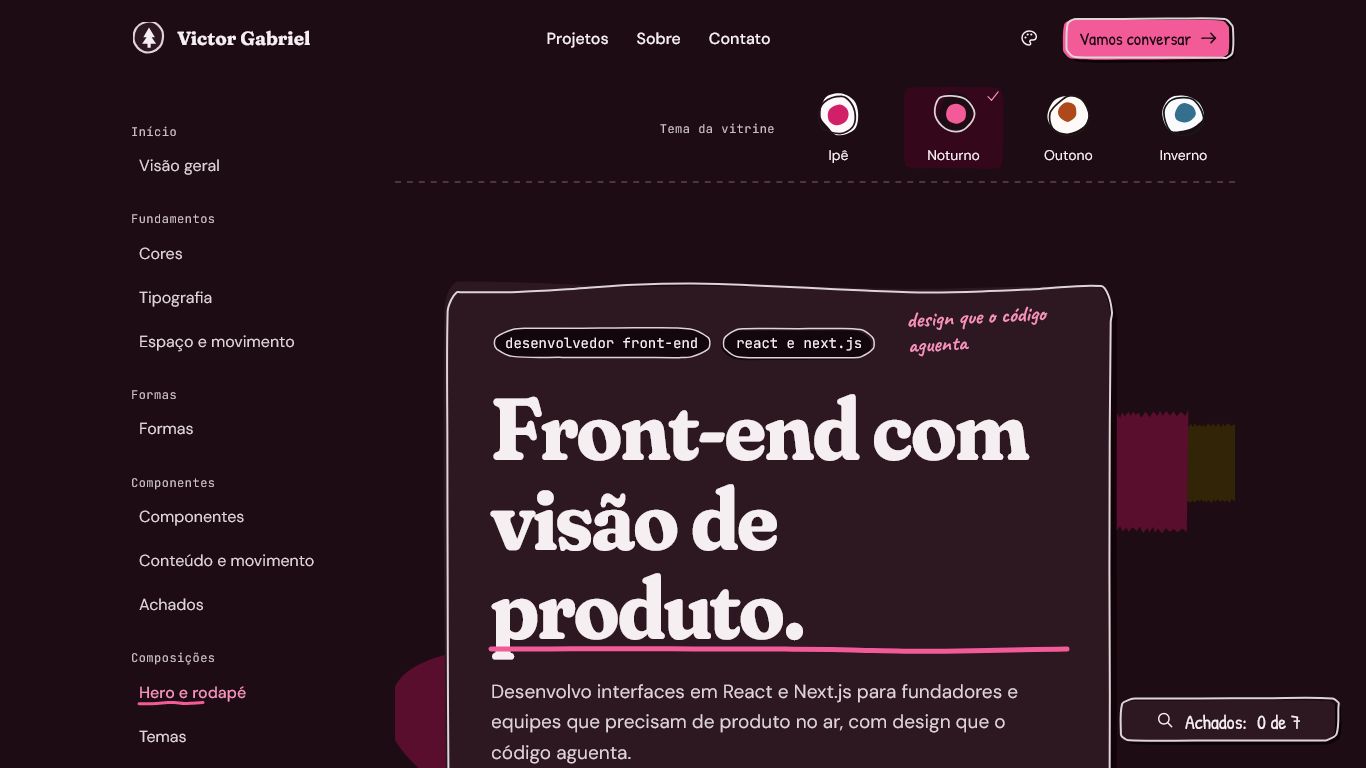 Victor Gabriel
Projetos
Sobre
Contato
Vamos conversar
Tema da vitrine
Ipê
Noturno
Outono
Inverno
Início
Visão geral
Fundamentos
Cores
Tipografia
Espaço e movimento
Formas
Formas
Componentes
Componentes
Conteúdo e movimento
Achados
Composições
Hero e rodapé
Temas
desenvolvedor front-end
react e next.js
design que o código
aguenta
Front-end com
visão de
produto.
Desenvolvo interfaces em React e Next.js para fundadores e
equipes que precisam de produto no ar, com design que o
código aguenta.
Achados: 0 de 7